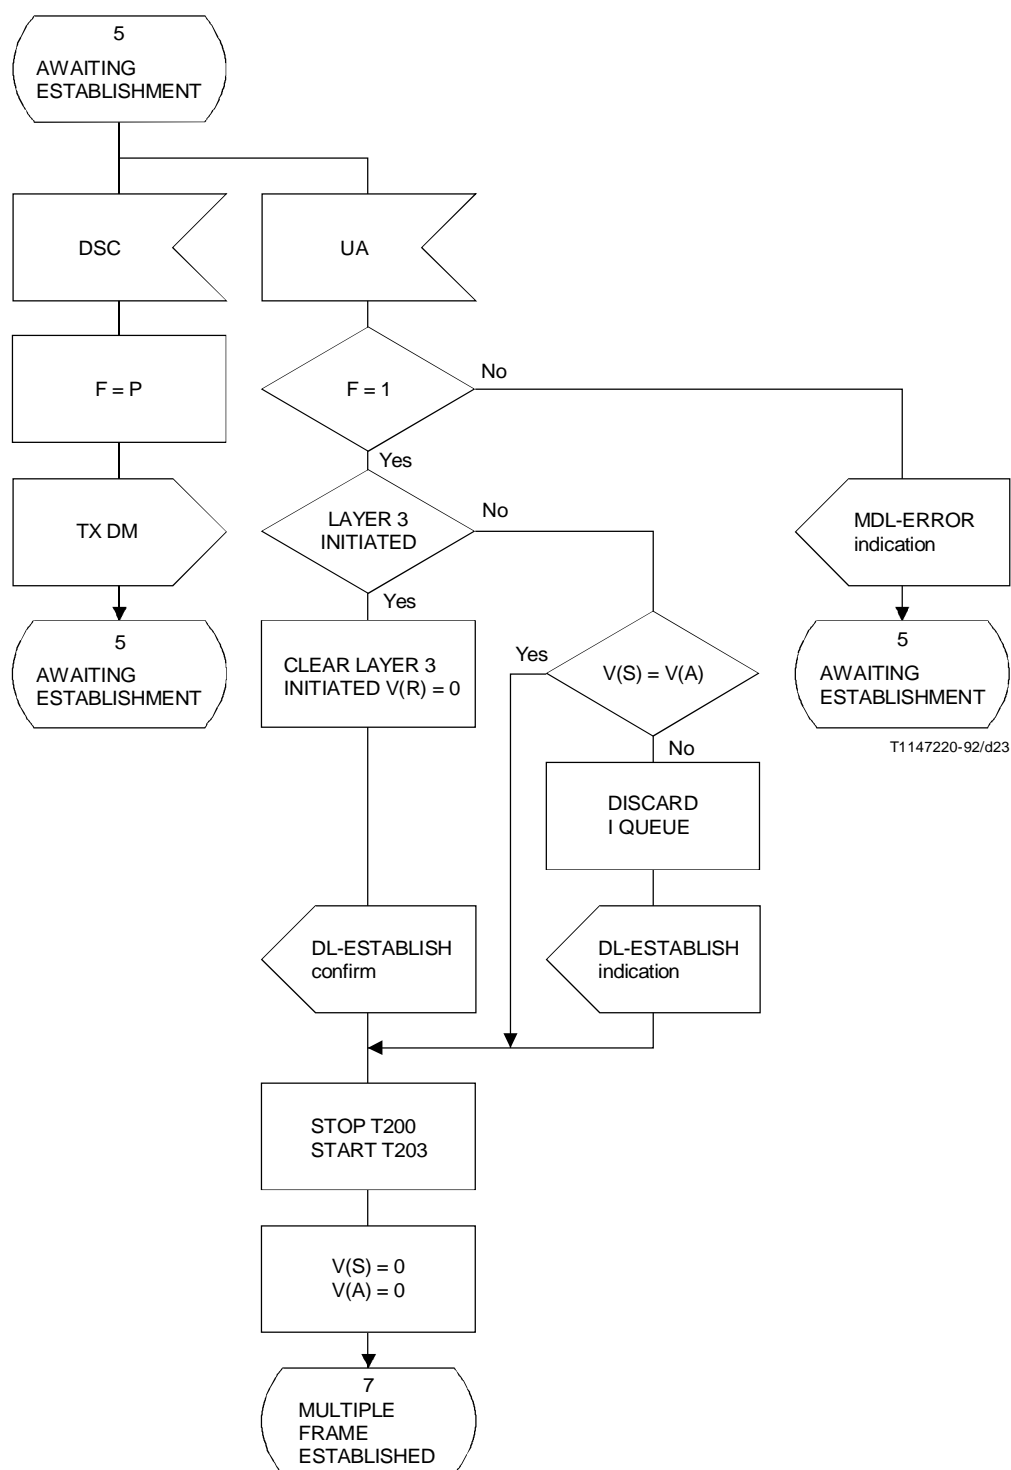 5
AWAITING
ESTABLISHMENT
DSC
UA
F = P
F = 1
No
Yes
TX DM
LAYER 3
INITIATED
No
MDL-ERROR
indication
Yes
5
AWAITING
ESTABLISHMENT
CLEAR LAYER 3
INITIATED V(R) = 0
Yes
V(S) = V(A)
5
AWAITING
ESTABLISHMENT
T1147220-92/d23
No
DISCARD
I QUEUE
DL-ESTABLISH
confirm
DL-ESTABLISH
indication
STOP T200
START T203
V(S) = 0
V(A) = 0
7
MULTIPLE
FRAME
ESTABLISHED